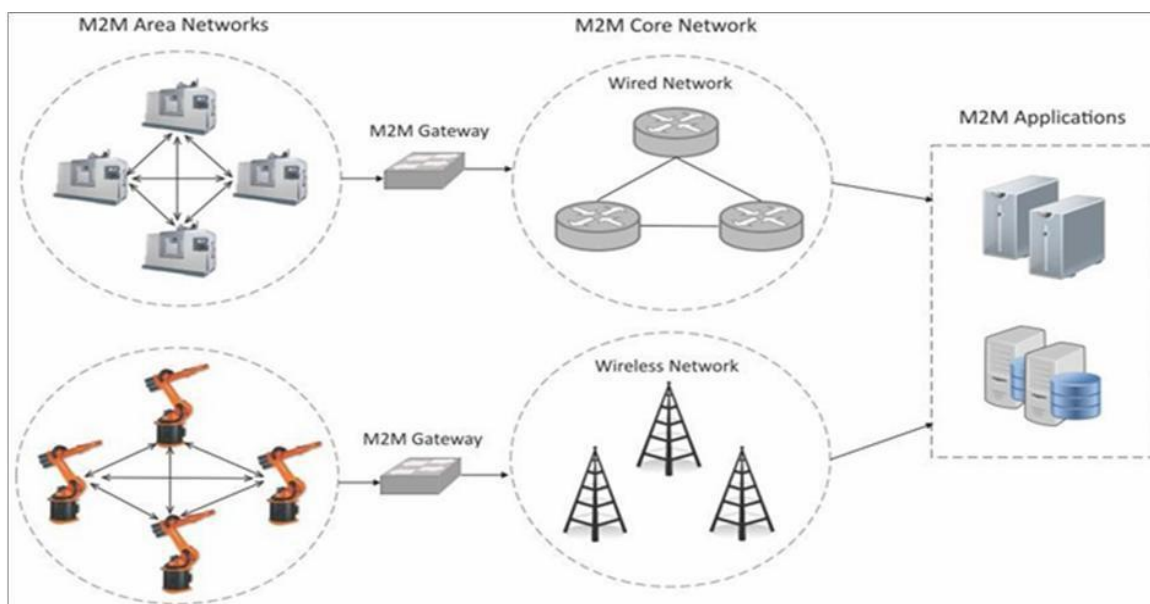 M2M Area Networks
M2M Core Network
Wired Network
M2M Gateway
M2M Applications
Wireless Network
M2M Gateway